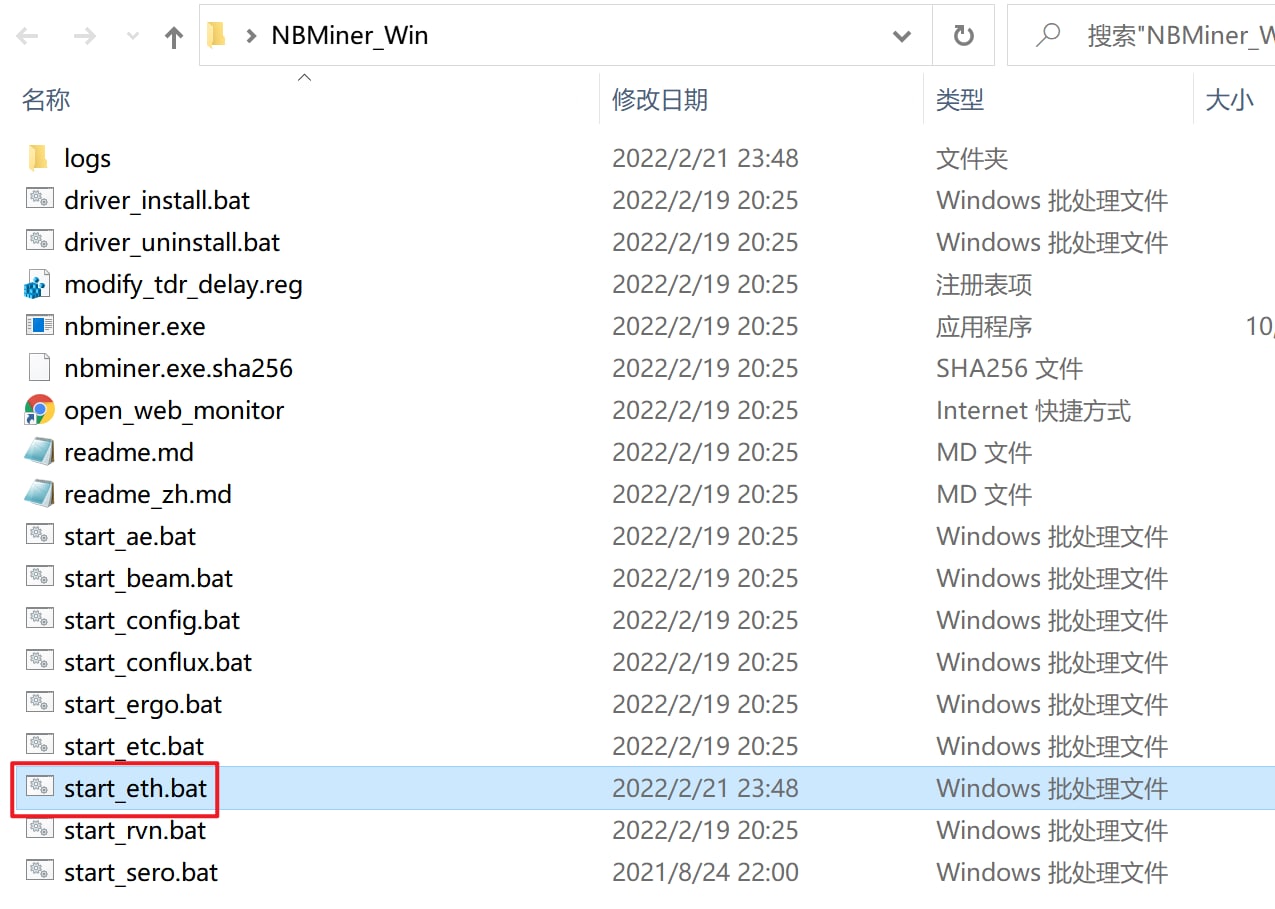 NBMiner_Win
搜索"NBMiner_W
名称 修改日期 类型 大小
logs 2022/2/21 23:48 文件夹
driver_install.bat 2022/2/19 20:25 Windows 批处理文件
driver_uninstall.bat 2022/2/19 20:25 Windows 批处理文件
modify_tdr_delay.reg 2022/2/19 20:25 注册表项
nbminer.exe 2022/2/19 20:25 应用程序 10,
nbminer.exe.sha256 2022/2/19 20:25 SHA256 文件
open_web_monitor 2022/2/19 20:25 Internet 快捷方式
readme.md 2022/2/19 20:25 MD 文件
readme_zh.md 2022/2/19 20:25 MD 文件
start_ae.bat 2022/2/19 20:25 Windows 批处理文件
start_beam.bat 2022/2/19 20:25 Windows 批处理文件
start_config.bat 2022/2/19 20:25 Windows 批处理文件
start_conflux.bat 2022/2/19 20:25 Windows 批处理文件
start_ergo.bat 2022/2/19 20:25 Windows 批处理文件
start_etc.bat 2022/2/19 20:25 Windows 批处理文件
start_eth.bat 2022/2/21 23:48 Windows 批处理文件
start_rvn.bat 2022/2/19 20:25 Windows 批处理文件
start_sero.bat 2021/8/24 22:00 Windows 批处理文件